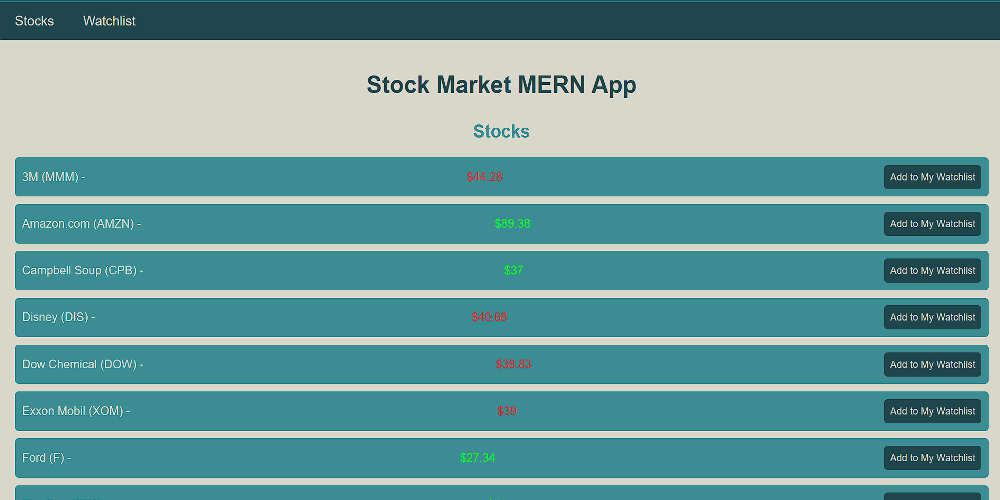 Stocks Watchlist
Stock Market MERN App
Stocks
3M (MMM) - $44.28 Add to My Watchlist
Amazon.com (AMZN) - $89.38 Add to My Watchlist
Campbell Soup (CPB) - $37 Add to My Watchlist
Disney (DIS) - $40.65 Add to My Watchlist
Dow Chemical (DOW) - $39.83 Add to My Watchlist
Exxon Mobil (XOM) - $39 Add to My Watchlist
Ford (F) - $27.34 Add to My Watchlist